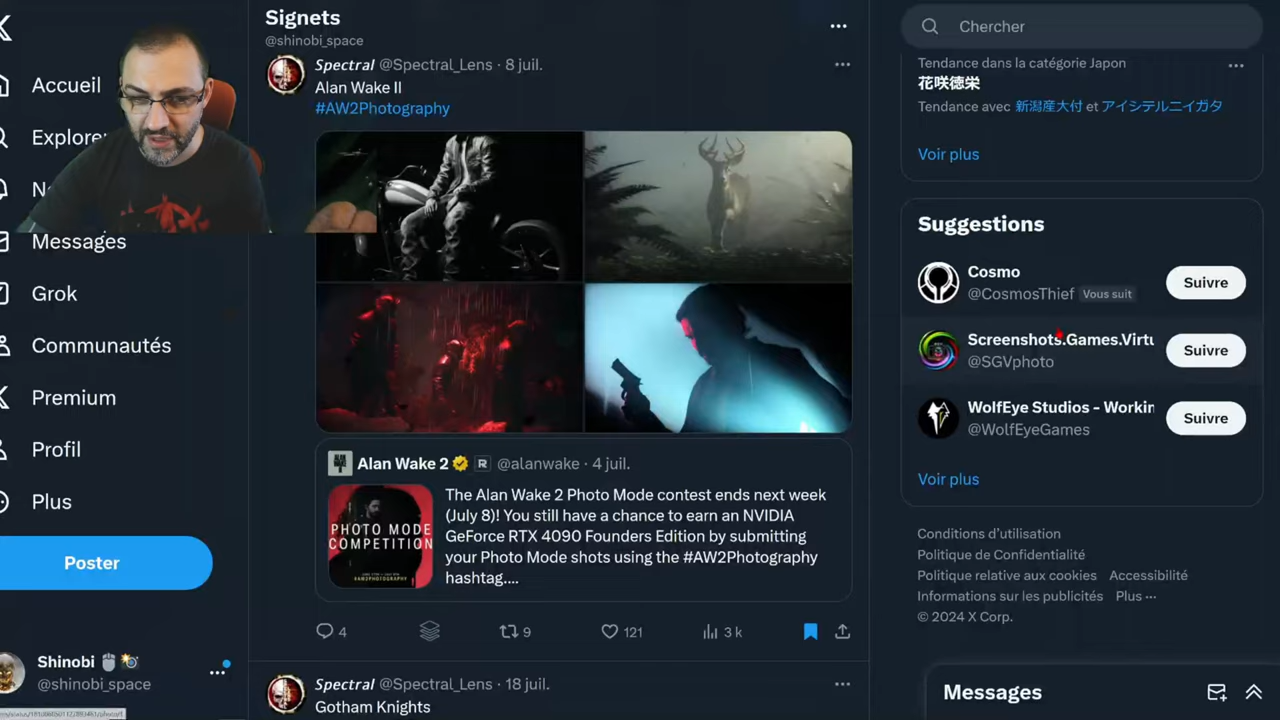 Signets
@shinobi_space
Accueil
Explorer
Messages
Grok
Communautés
Premium
Profil
Plus
Poster
Shinobi
@shinobi_space
Spectral @Spectral_Lens · 8 juil.
Alan Wake II
#AW2Photography
Alan Wake 2 R @alanwake · 4 juil.
PHOTO MODE
COMPETITION
#AW2PHOTOGRAPHY
The Alan Wake 2 Photo Mode contest ends next week
(July 8)! You still have a chance to earn an NVIDIA
GeForce RTX 4090 Founders Edition by submitting
your Photo Mode shots using the #AW2Photography
hashtag....
4
9
121
3 k
Spectral @Spectral_Lens · 18 juil.
Gotham Knights
Chercher
Tendance dans la catégorie Japon
花咲徳栄
Tendance avec 新潟産大付 et アイシテルニイガタ
Voir plus
Suggestions
Cosmo
@CosmosThief Vous suit
Suivre
Screenshots.Games.Virtu
@SGVphoto
Suivre
WolfEye Studios - Workin
@WolfEyeGames
Suivre
Voir plus
Conditions d’utilisation
Politique de Confidentialité
Politique relative aux cookies Accessibilité
Informations sur les publicités Plus ...
© 2024 X Corp.
Messages